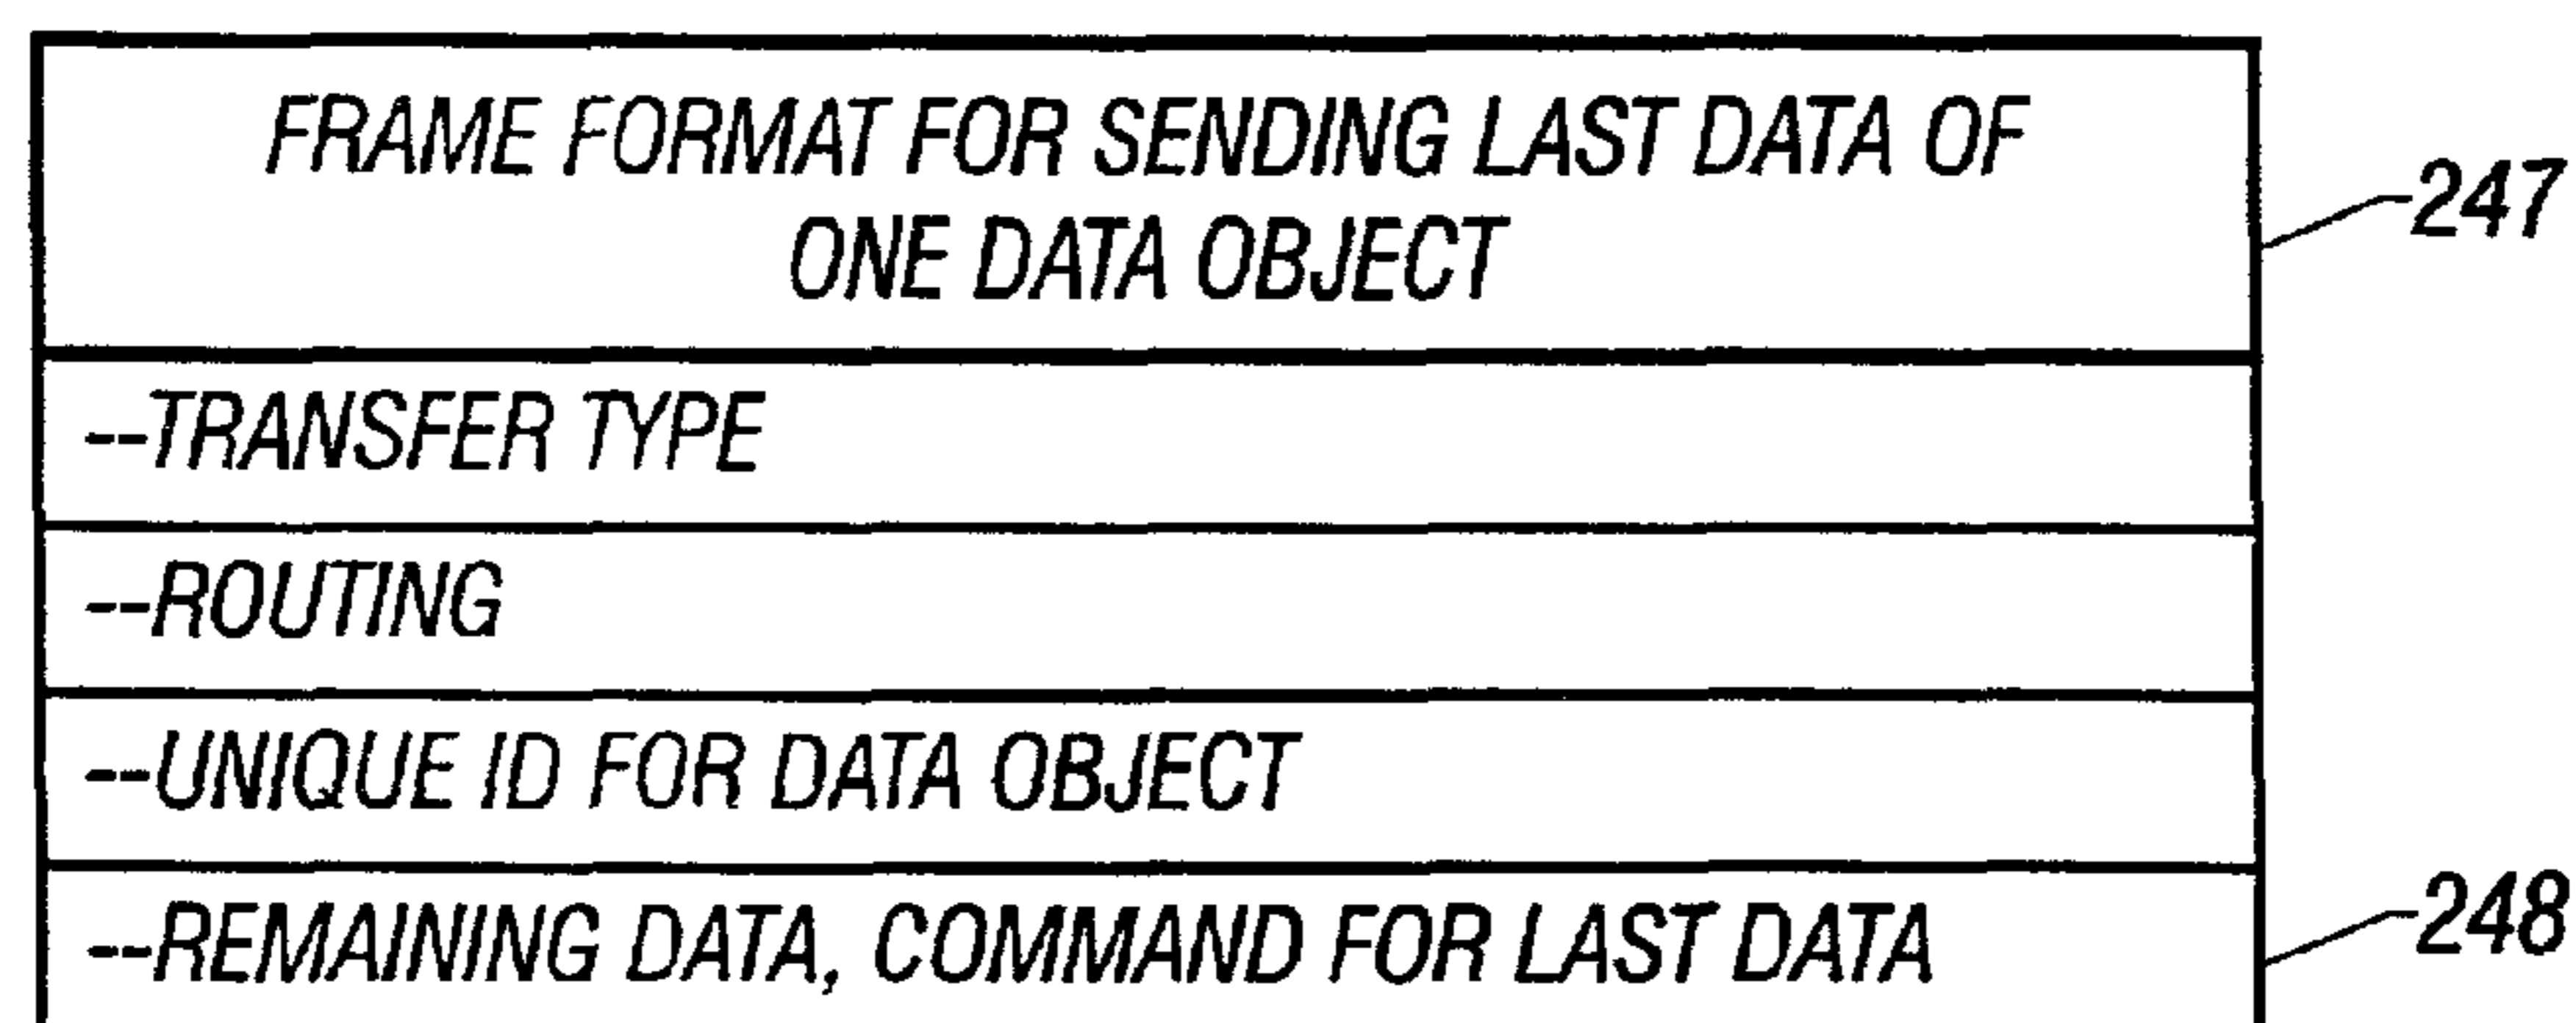 FRAME FORMAT FOR SENDING LAST DATA OF
ONE DATA OBJECT
247
--TRANSFER TYPE
--ROUTING
--UNIQUE ID FOR DATA OBJECT
--REMAINING DATA, COMMAND FOR LAST DATA
248